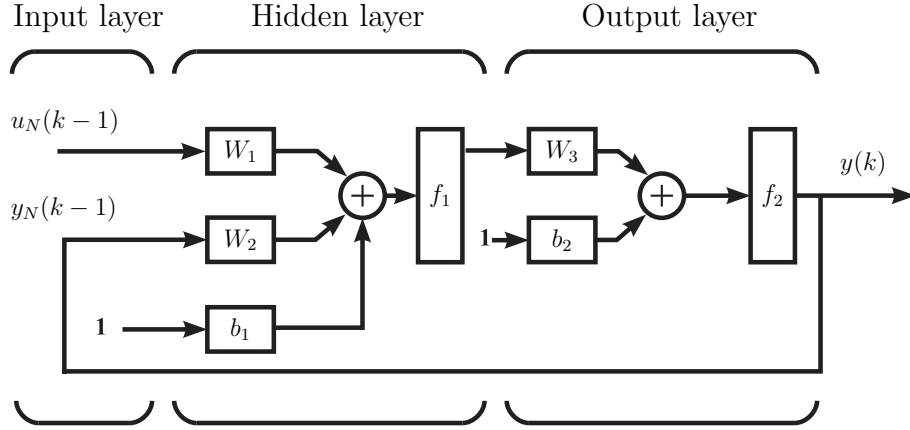 Input layer
Hidden layer
Output layer
u_N(k − 1)
W_1
W_3
y(k)
+
+
f_1
f_2
y_N(k − 1)
W_2
1
b_2
1
b_1